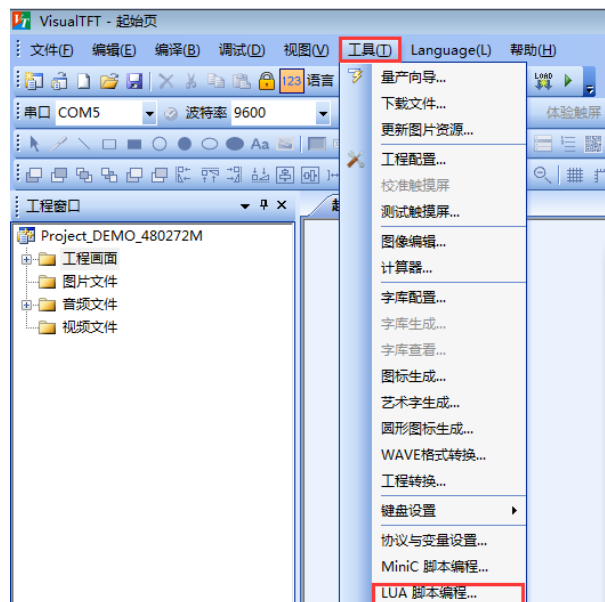 VisualTFT - 起始页
文件(F) 编辑(E) 编译(B) 调试(D) 视图(V) 工具(T) Language(L) 帮助(H)
123 语言 LOAD
串口 COM5 波特率 9600 体验触屏
Aa
工程窗口
Project_DEMO_480272M
工程画面
图片文件
音频文件
视频文件
量产向导...
下载文件...
更新图片资源...
工程配置...
校准触摸屏
测试触摸屏...
图像编辑...
计算器...
字库配置...
字库生成...
字库查看...
图标生成...
艺术字生成...
圆形图标生成...
WAVE格式转换...
工程转换...
键盘设置
协议与变量设置...
MiniC 脚本编程...
LUA 脚本编程...